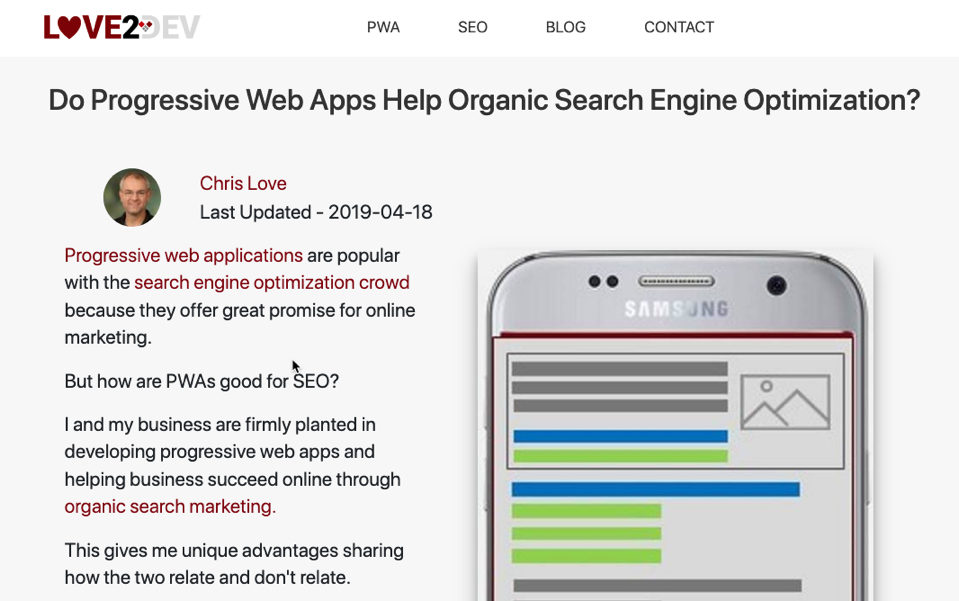 LOVE2DEV
PWA
SEO
BLOG
CONTACT
Do Progressive Web Apps Help Organic Search Engine Optimization?
Chris Love
Last Updated - 2019-04-18
Progressive web applications are popular
with the search engine optimization crowd
because they offer great promise for online
marketing.
But how are PWAs good for SEO?
I and my business are firmly planted in
developing progressive web apps and
helping business succeed online through
organic search marketing.
This gives me unique advantages sharing
how the two relate and don't relate.
SAMSUNG